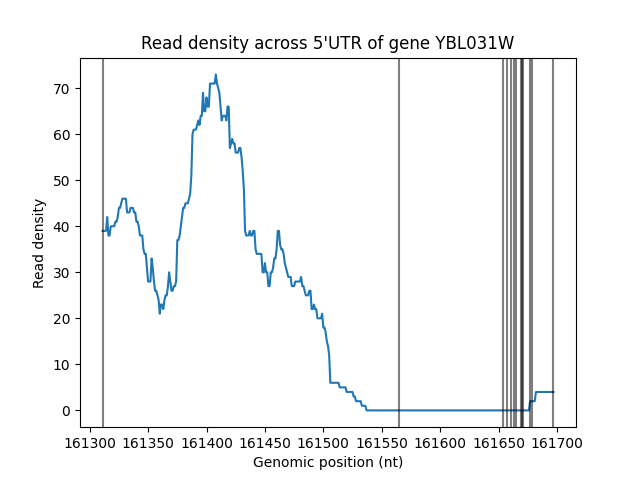 Read density across 5'UTR of gene YBL031W
70
60
50
40
30
20
10
0
Read density
161300 161350 161400 161450 161500 161550 161600 161650 161700
Genomic position (nt)